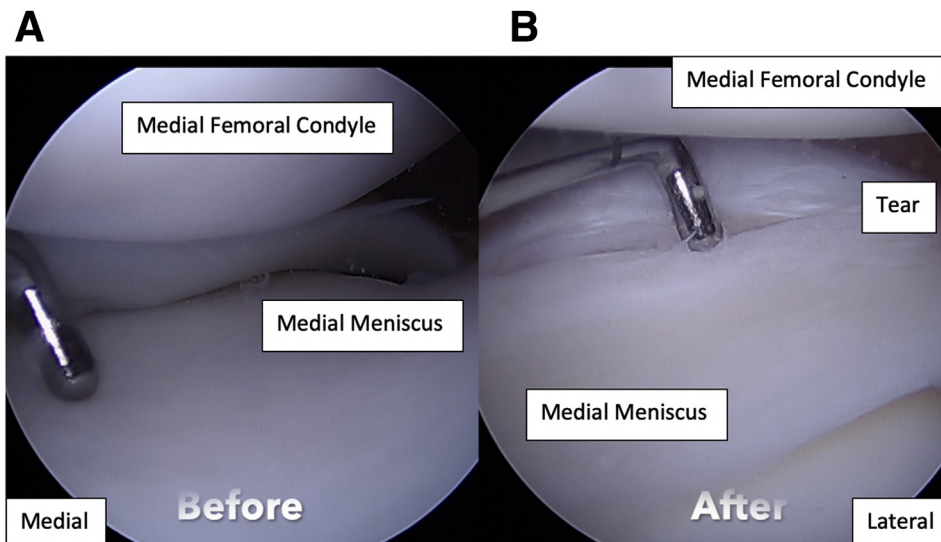 A
B
Medial Femoral Condyle
Medial Femoral Condyle
Tear
Medial Meniscus
Medial Meniscus
Medial
Before
After
Lateral